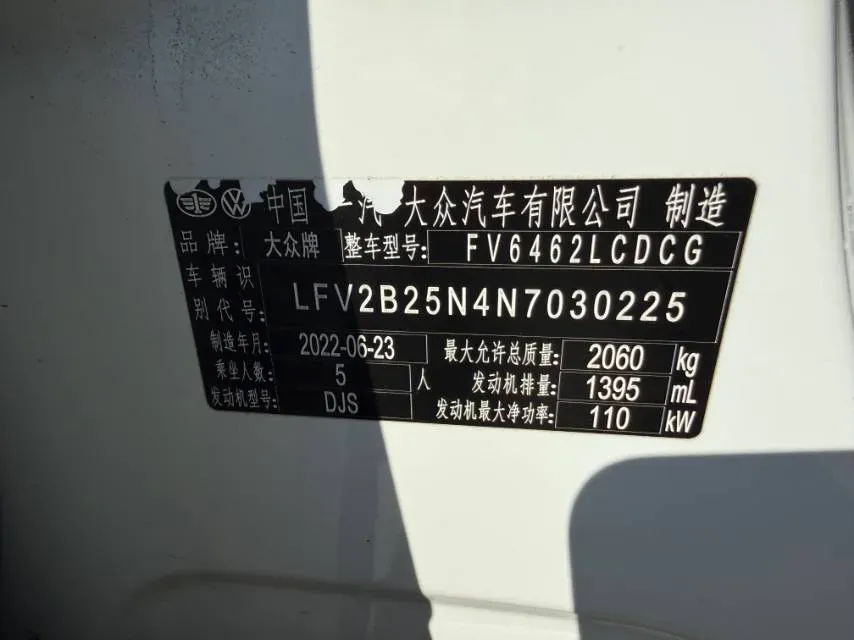 中国一汽-大众汽车有限公司 制造
品牌: 大众牌 整车型号: FV6462LCDCG
车辆识别代号: LFV2B25N4N7030225
制造年月: 2022-06-23 最大允许总质量: 2060 kg
乘坐人数: 5 人 发动机排量: 1395 mL
发动机型号: DJS 发动机最大净功率: 110 kW